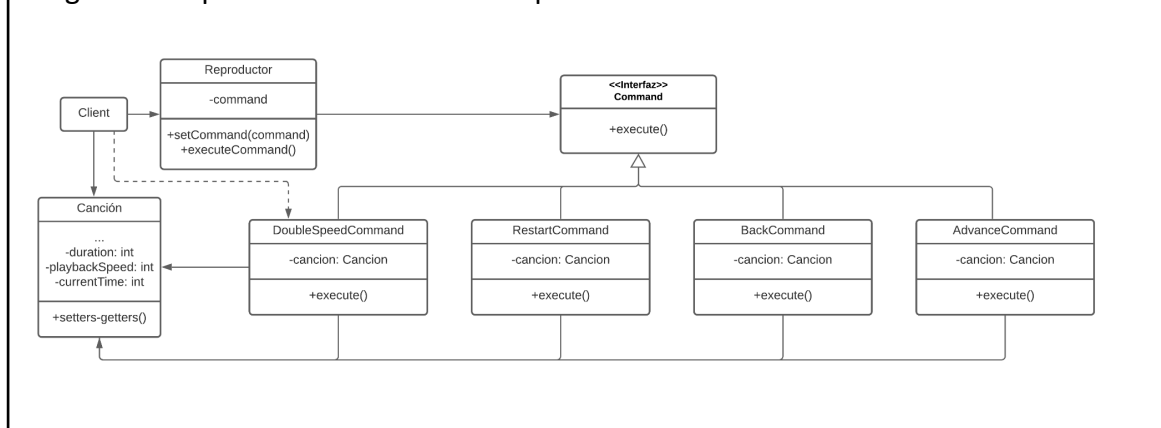 Client
Reproductor
-command
+setCommand(command)
+executeCommand()
<<Interfaz>>
Command
+execute()
Canción
...
-duration: int
-playbackSpeed: int
-currentTime: int
+setters-getters()
DoubleSpeedCommand
-cancion: Cancion
+execute()
RestartCommand
-cancion: Cancion
+execute()
BackCommand
-cancion: Cancion
+execute()
AdvanceCommand
-cancion: Cancion
+execute()